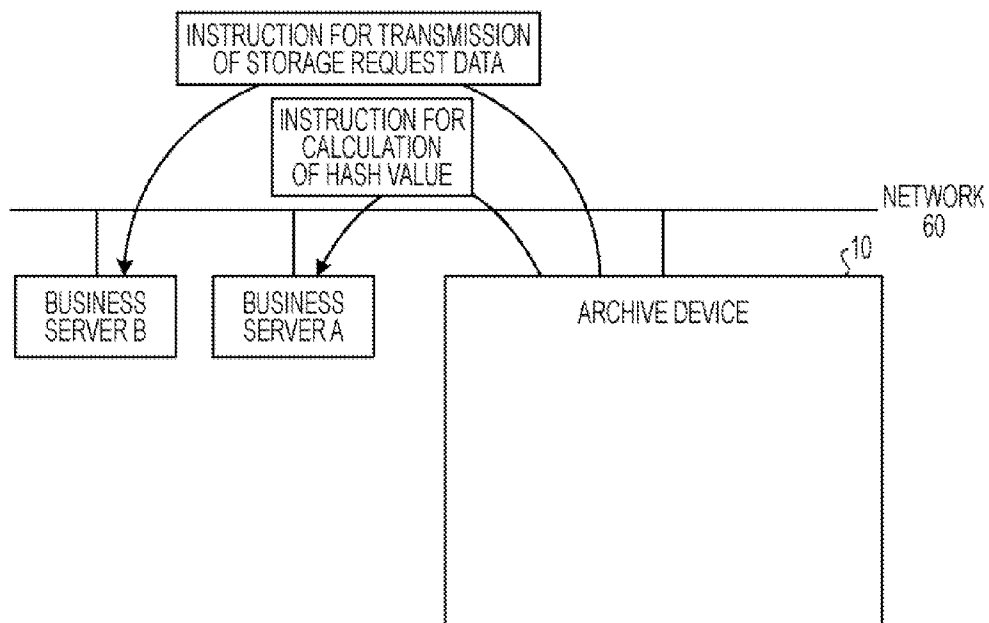 INSTRUCTION FOR TRANSMISSION
OF STORAGE REQUEST DATA
INSTRUCTION FOR
CALCULATION
OF HASH VALUE
NETWORK
60
10
BUSINESS
SERVER B
BUSINESS
SERVER A
ARCHIVE DEVICE